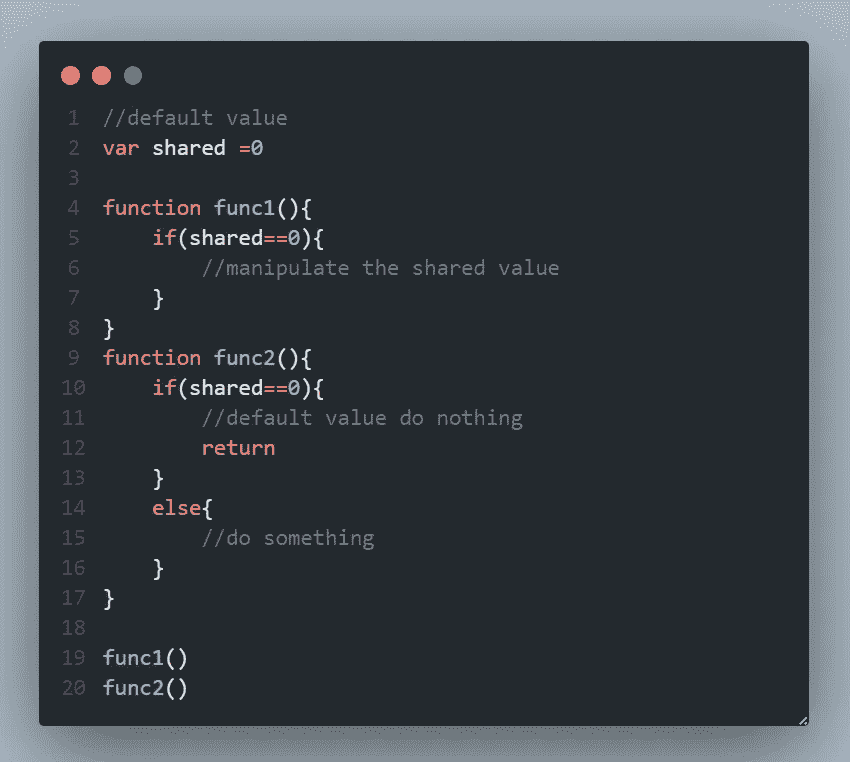 1 //default value
2 var shared =0
3
4 function func1(){
5     if(shared==0){
6         //manipulate the shared value
7     }
8 }
9 function func2(){
10     if(shared==0){
11         //default value do nothing
12         return
13     }
14     else{
15         //do something
16     }
17 }
18
19 func1()
20 func2()